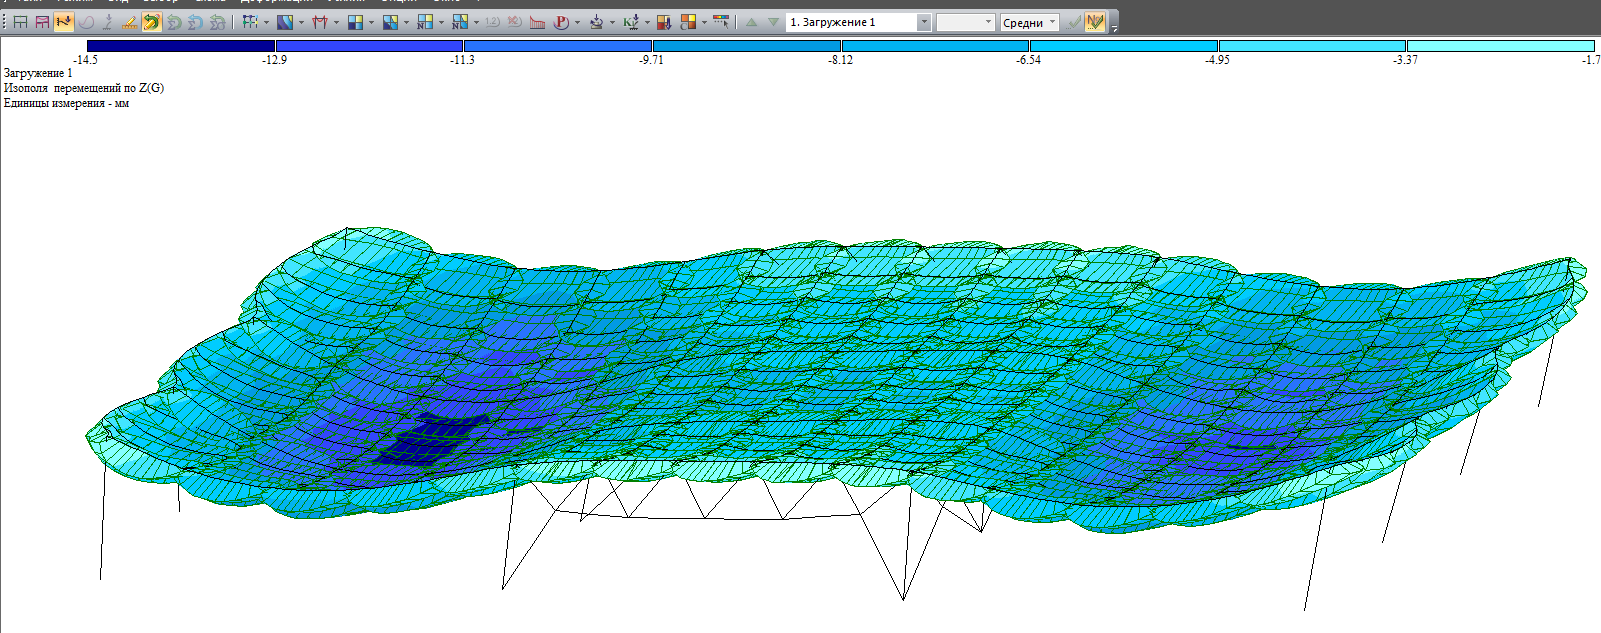 1. Загружение 1
Средни
-14.5 -12.9 -11.3 -9.71 -8.12 -6.54 -4.95 -3.37 -1.7
Загружение 1
Изополя перемещений по Z(G)
Единицы измерения - мм